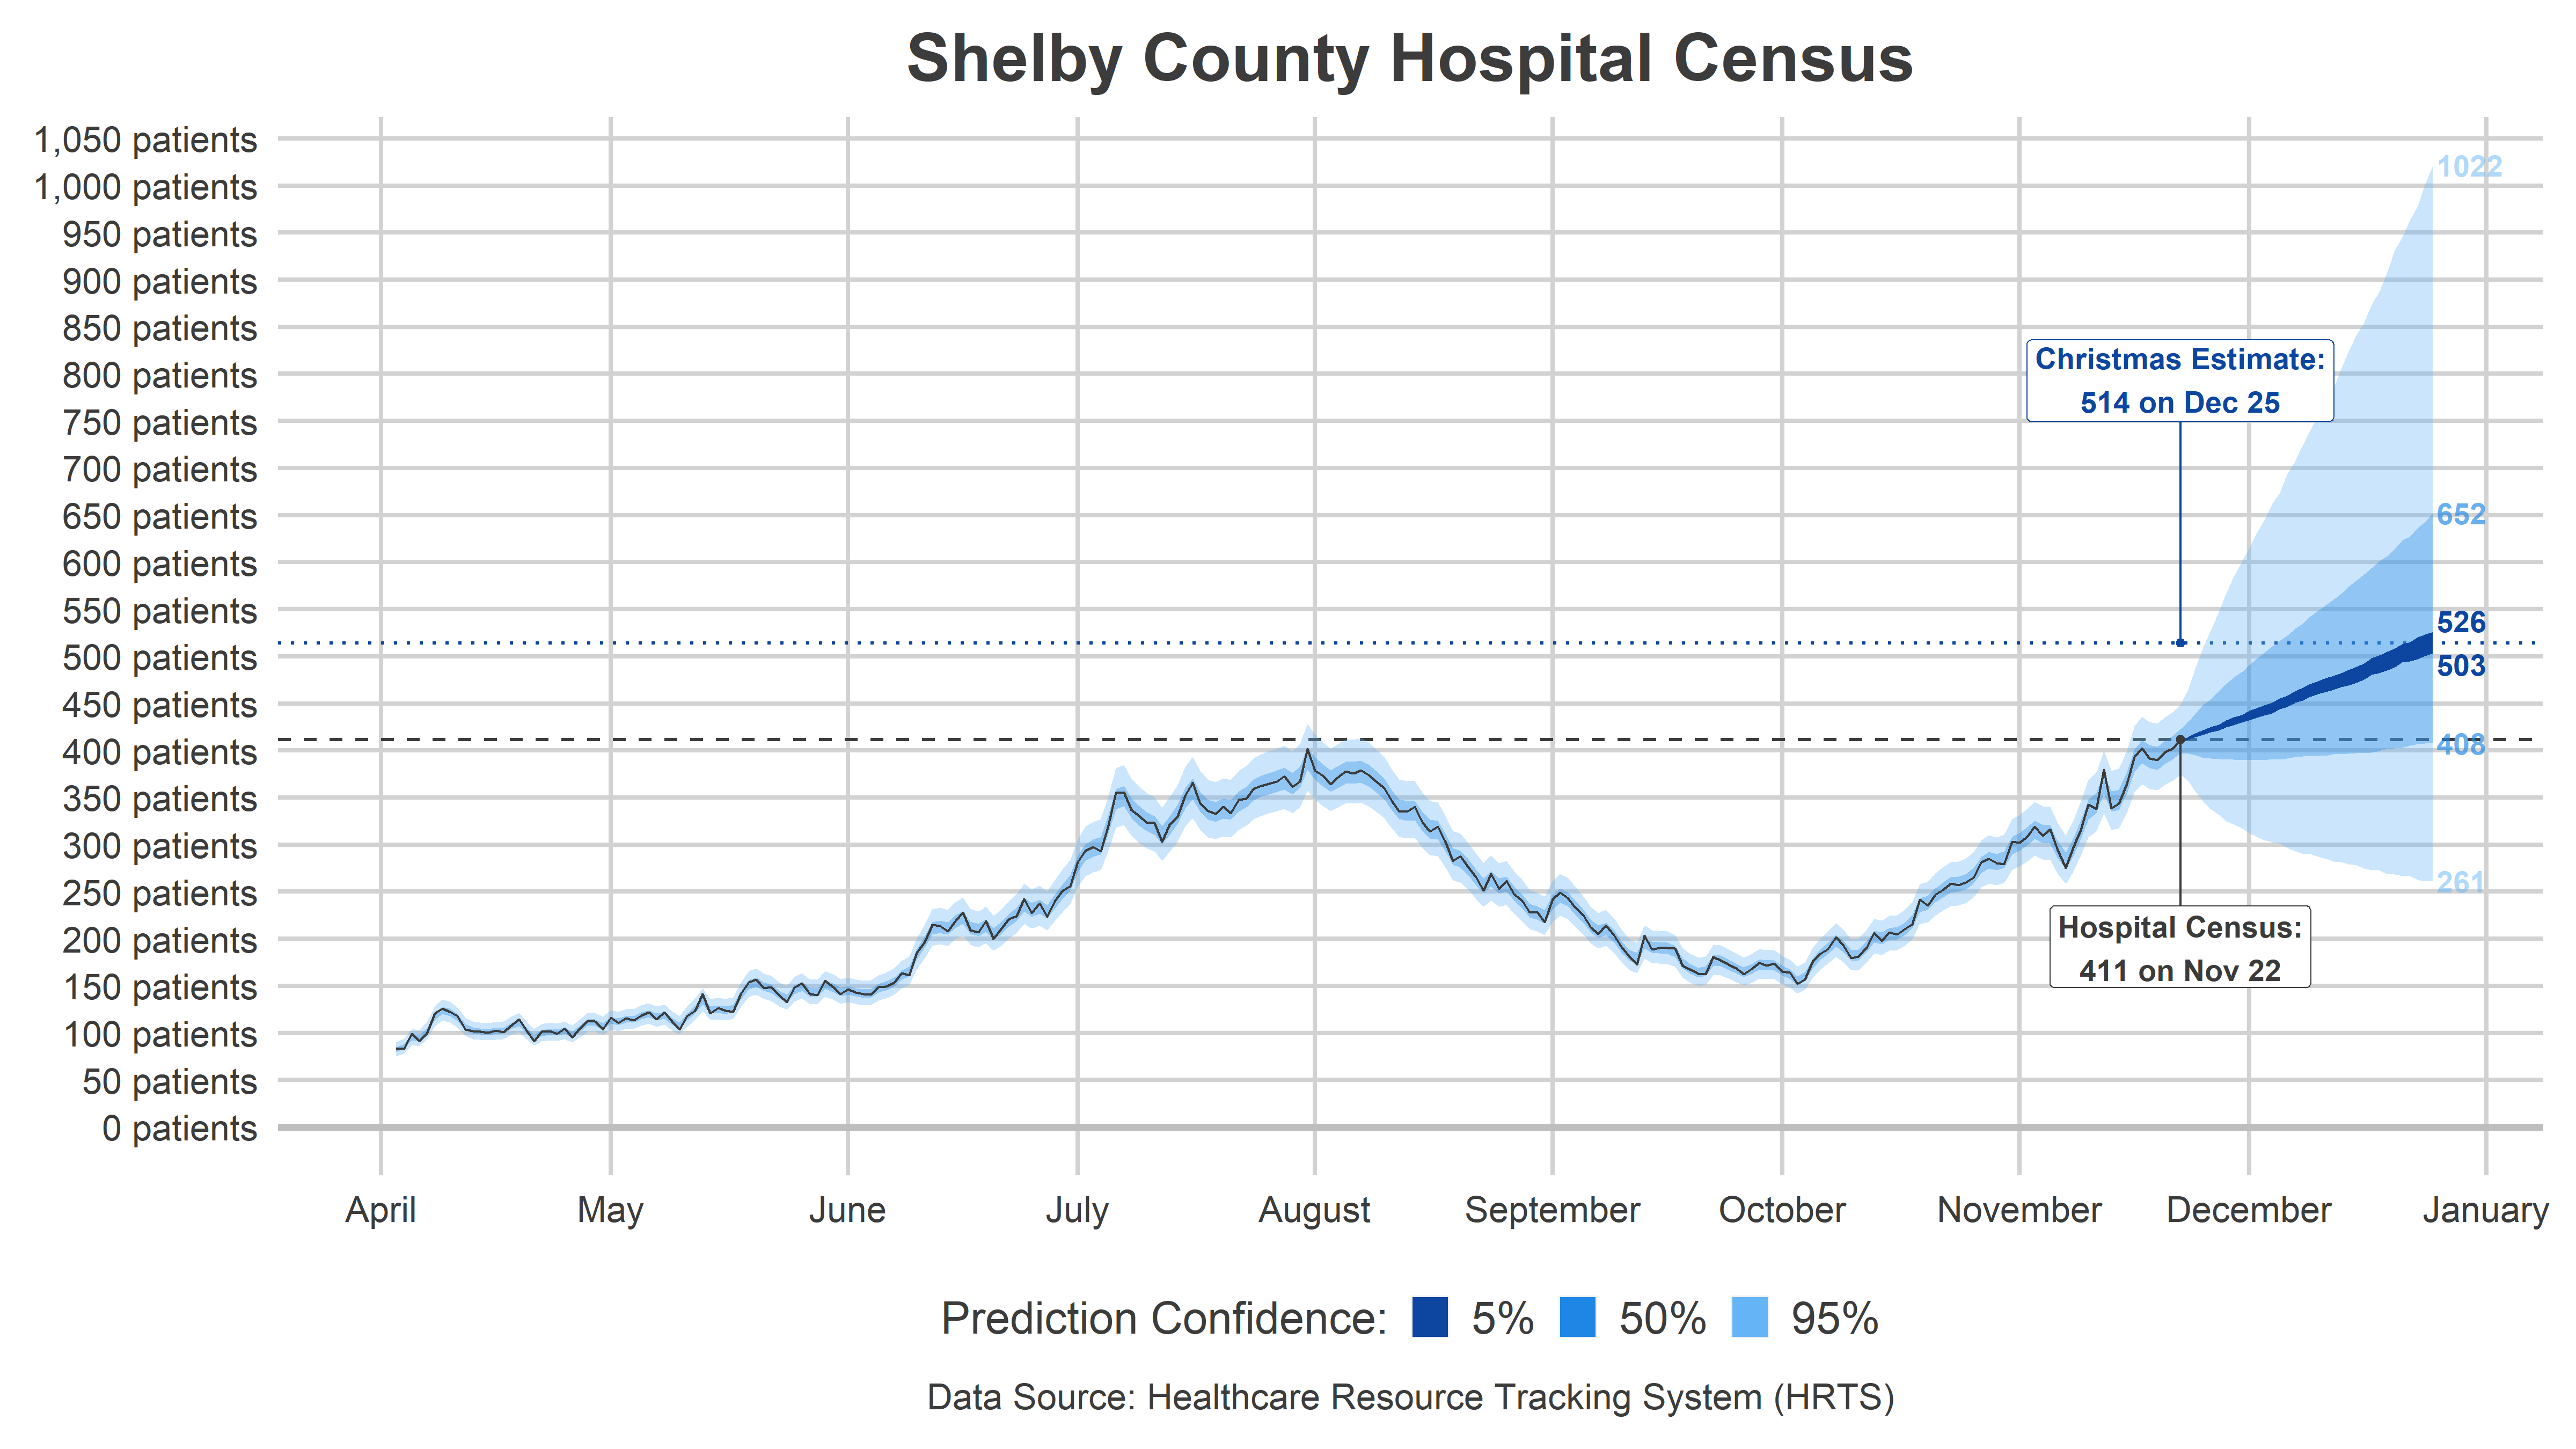 Shelby County Hospital Census
1,050 patients
1,000 patients
950 patients
900 patients
850 patients
800 patients
750 patients
700 patients
650 patients
600 patients
550 patients
500 patients
450 patients
400 patients
350 patients
300 patients
250 patients
200 patients
150 patients
100 patients
50 patients
0 patients
1022
Christmas Estimate:
514 on Dec 25
652
526
503
408
261
Hospital Census:
411 on Nov 22
April May June July August September October November December January
Prediction Confidence: 5% 50% 95%
Data Source: Healthcare Resource Tracking System (HRTS)